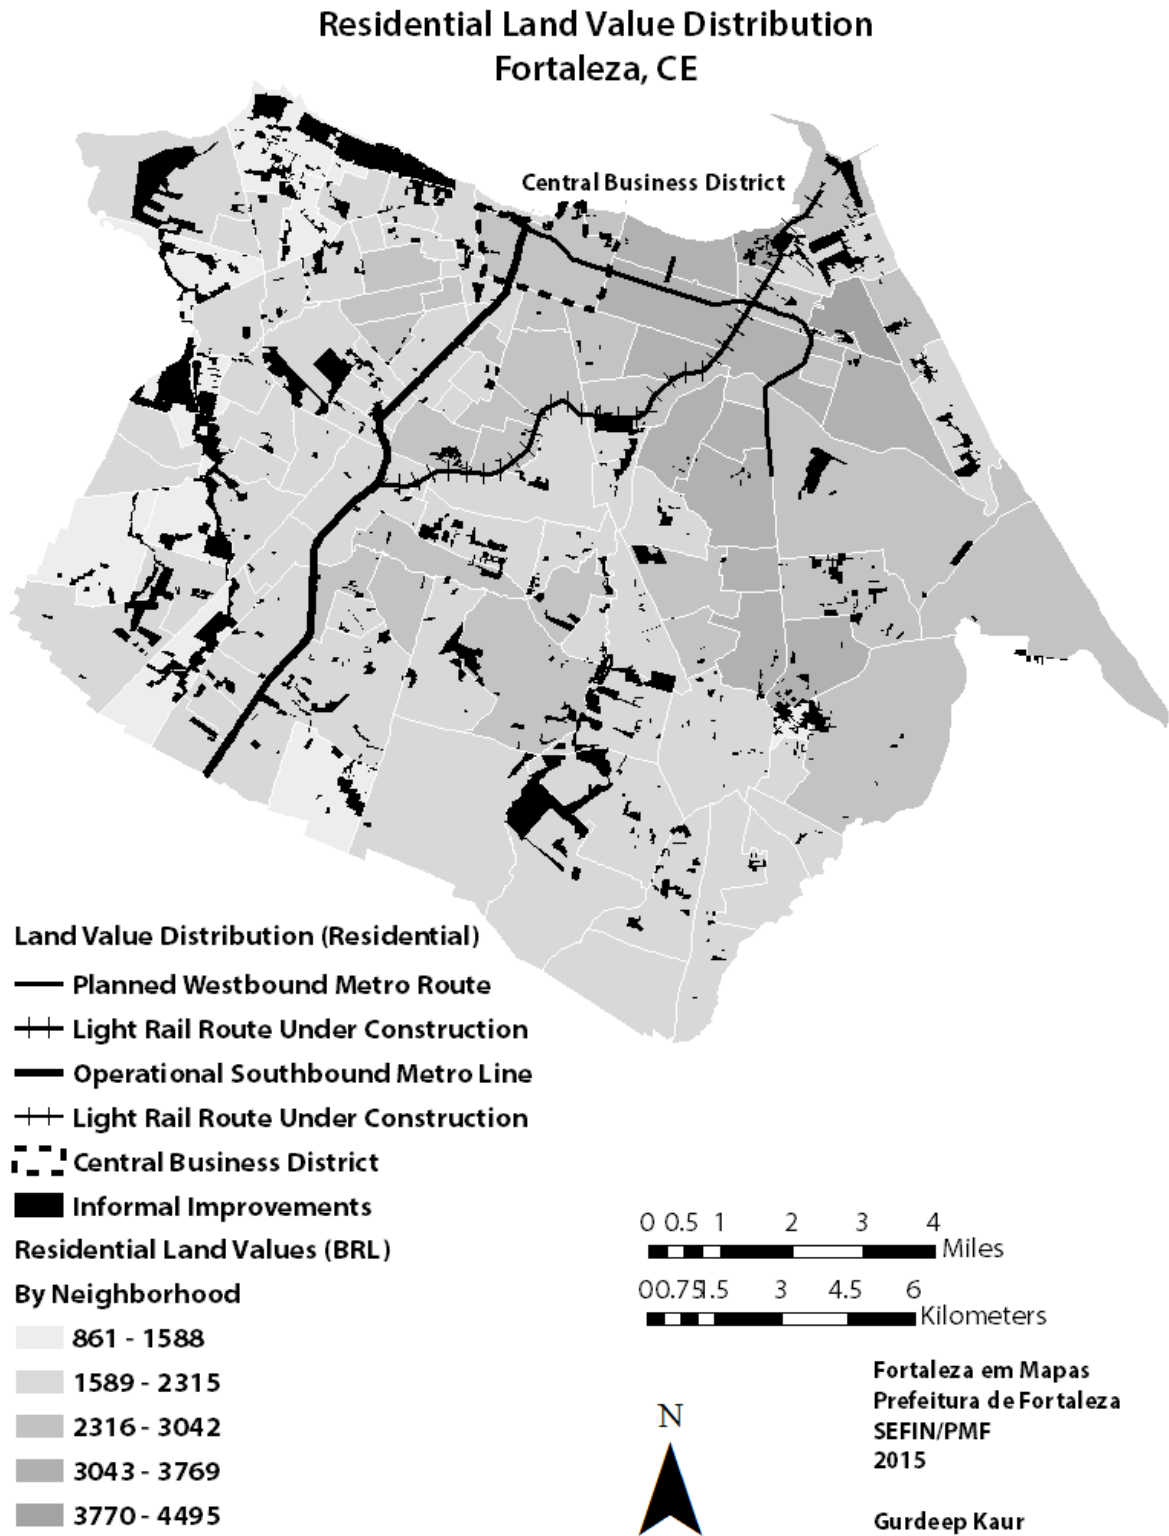 Residential Land Value Distribution
Fortaleza, CE
Central Business District
Land Value Distribution (Residential)
Planned Westbound Metro Route
Light Rail Route Under Construction
Operational Southbound Metro Line
Light Rail Route Under Construction
Central Business District
Informal Improvements
Residential Land Values (BRL)
By Neighborhood
861 - 1588
1589 - 2315
2316 - 3042
3043 - 3769
3770 - 4495
0 0.5 1 2 3 4
Miles
0 0.75 1.5 3 4.5 6
Kilometers
N
Fortaleza em Mapas
Prefeitura de Fortaleza
SEFIN/PMF
2015
Gurdeep Kaur